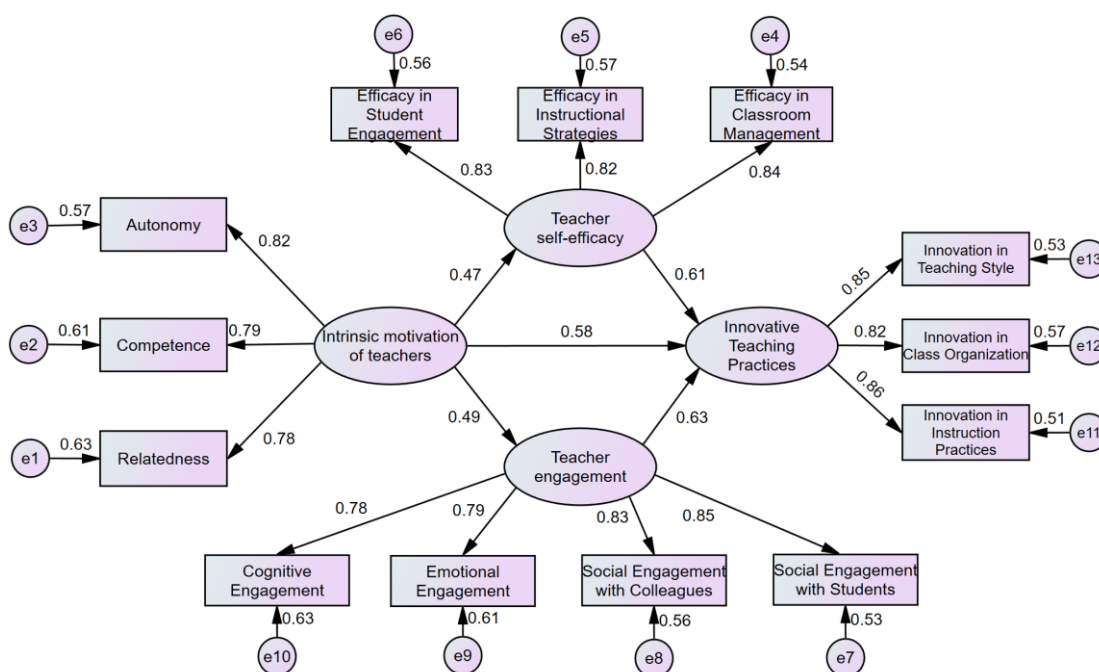 e6
e5
e4
0.56
0.57
0.54
Efficacy in
Student
Engagement
Efficacy in
Instructional
Strategies
Efficacy in
Classroom
Management
0.83
0.82
0.84
e3
0.57
Autonomy
0.82
Teacher
self-efficacy
0.47
0.61
0.85
Innovation in
Teaching Style
0.53
e13
e2
0.61
Competence
0.79
Intrinsic motivation
of teachers
0.58
Innovative
Teaching
Practices
0.82
Innovation in
Class Organization
0.57
e12
e1
0.63
Relatedness
0.78
0.49
0.63
0.86
Innovation in
Instruction
Practices
0.51
e11
Teacher
engagement
0.78
0.79
0.83
0.85
Cognitive
Engagement
Emotional
Engagement
Social Engagement
with Colleagues
Social Engagement
with Students
0.63
0.61
0.56
0.53
e10
e9
e8
e7